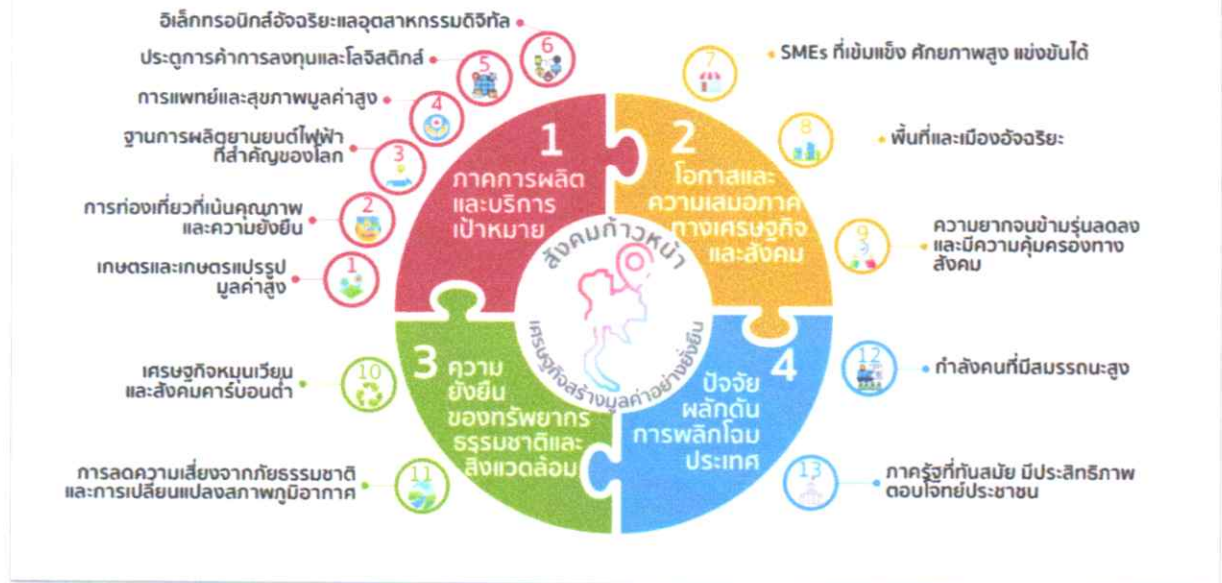 อิเล็กทรอนิกส์อัจฉริยะและอุตสาหกรรมดิจิทัล
6
ประตูการค้าการลงทุนและโลจิสติกส์
5
การแพทย์และสุขภาพมูลค่าสูง
4
ฐานการผลิตยานยนต์ไฟฟ้า
ที่สำคัญของโลก
3
การท่องเที่ยวที่เน้นคุณภาพ
และความยั่งยืน
2
เกษตรและเกษตรแปรรูป
มูลค่าสูง
1
1
ภาคการผลิต
และบริการ
เป้าหมาย
2
โอกาสและ
ความเสมอภาค
ทางเศรษฐกิจ
และสังคม
7
SMEs ที่เข้มแข็ง ศักยภาพสูง แข่งขันได้
8
พื้นที่และเมืองอัจฉริยะ
9
ความยากจนข้ามรุ่นลดลง
และมีความคุ้มครองทาง
สังคม
สังคมก้าวหน้า
เศรษฐกิจสร้างมูลค่าอย่างยั่งยืน
3
ความ
ยั่งยืน
ของทรัพยากร
ธรรมชาติและ
สิ่งแวดล้อม
เศรษฐกิจหมุนเวียน
และสังคมคาร์บอนต่ำ
10
การลดความเสี่ยงจากภัยธรรมชาติ
และการเปลี่ยนแปลงสภาพภูมิอากาศ
11
4
ปัจจัย
ผลักดัน
การพลิกโฉม
ประเทศ
12
กำลังคนที่มีสมรรถนะสูง
13
ภาครัฐที่ทันสมัย มีประสิทธิภาพ
ตอบโจทย์ประชาชน